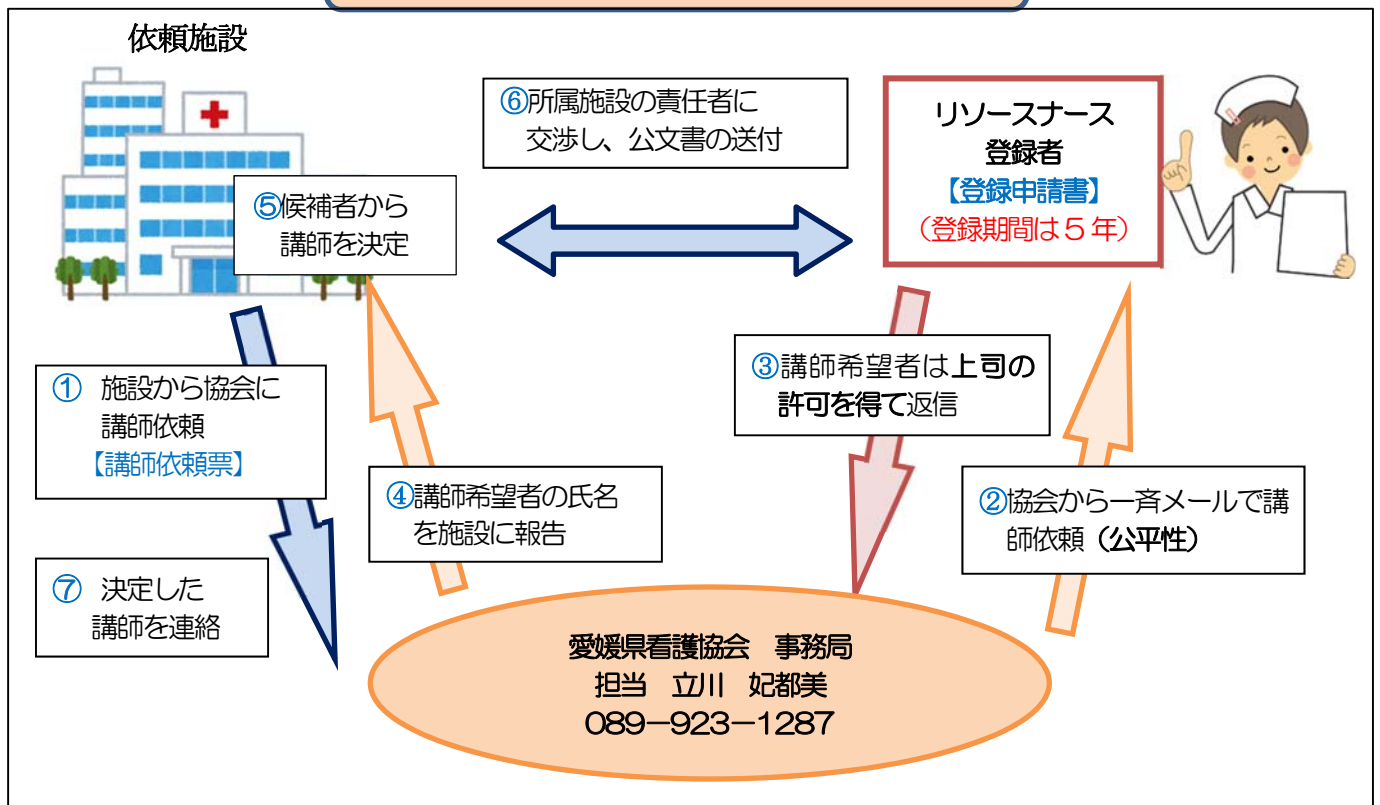 依頼施設
⑥所属施設の責任者に
交渉し、公文書の送付
リソースナース
登録者
【登録申請書】
（登録期間は５年）
⑤候補者から
講師を決定
① 施設から協会に
講師依頼
【講師依頼票】
③講師希望者は上司の
許可を得て返信
④講師希望者の氏名
を施設に報告
②協会から一斉メールで講
師依頼（公平性）
⑦ 決定した
講師を連絡
愛媛県看護協会　事務局
担当　立川　妃都美
089－923－1287